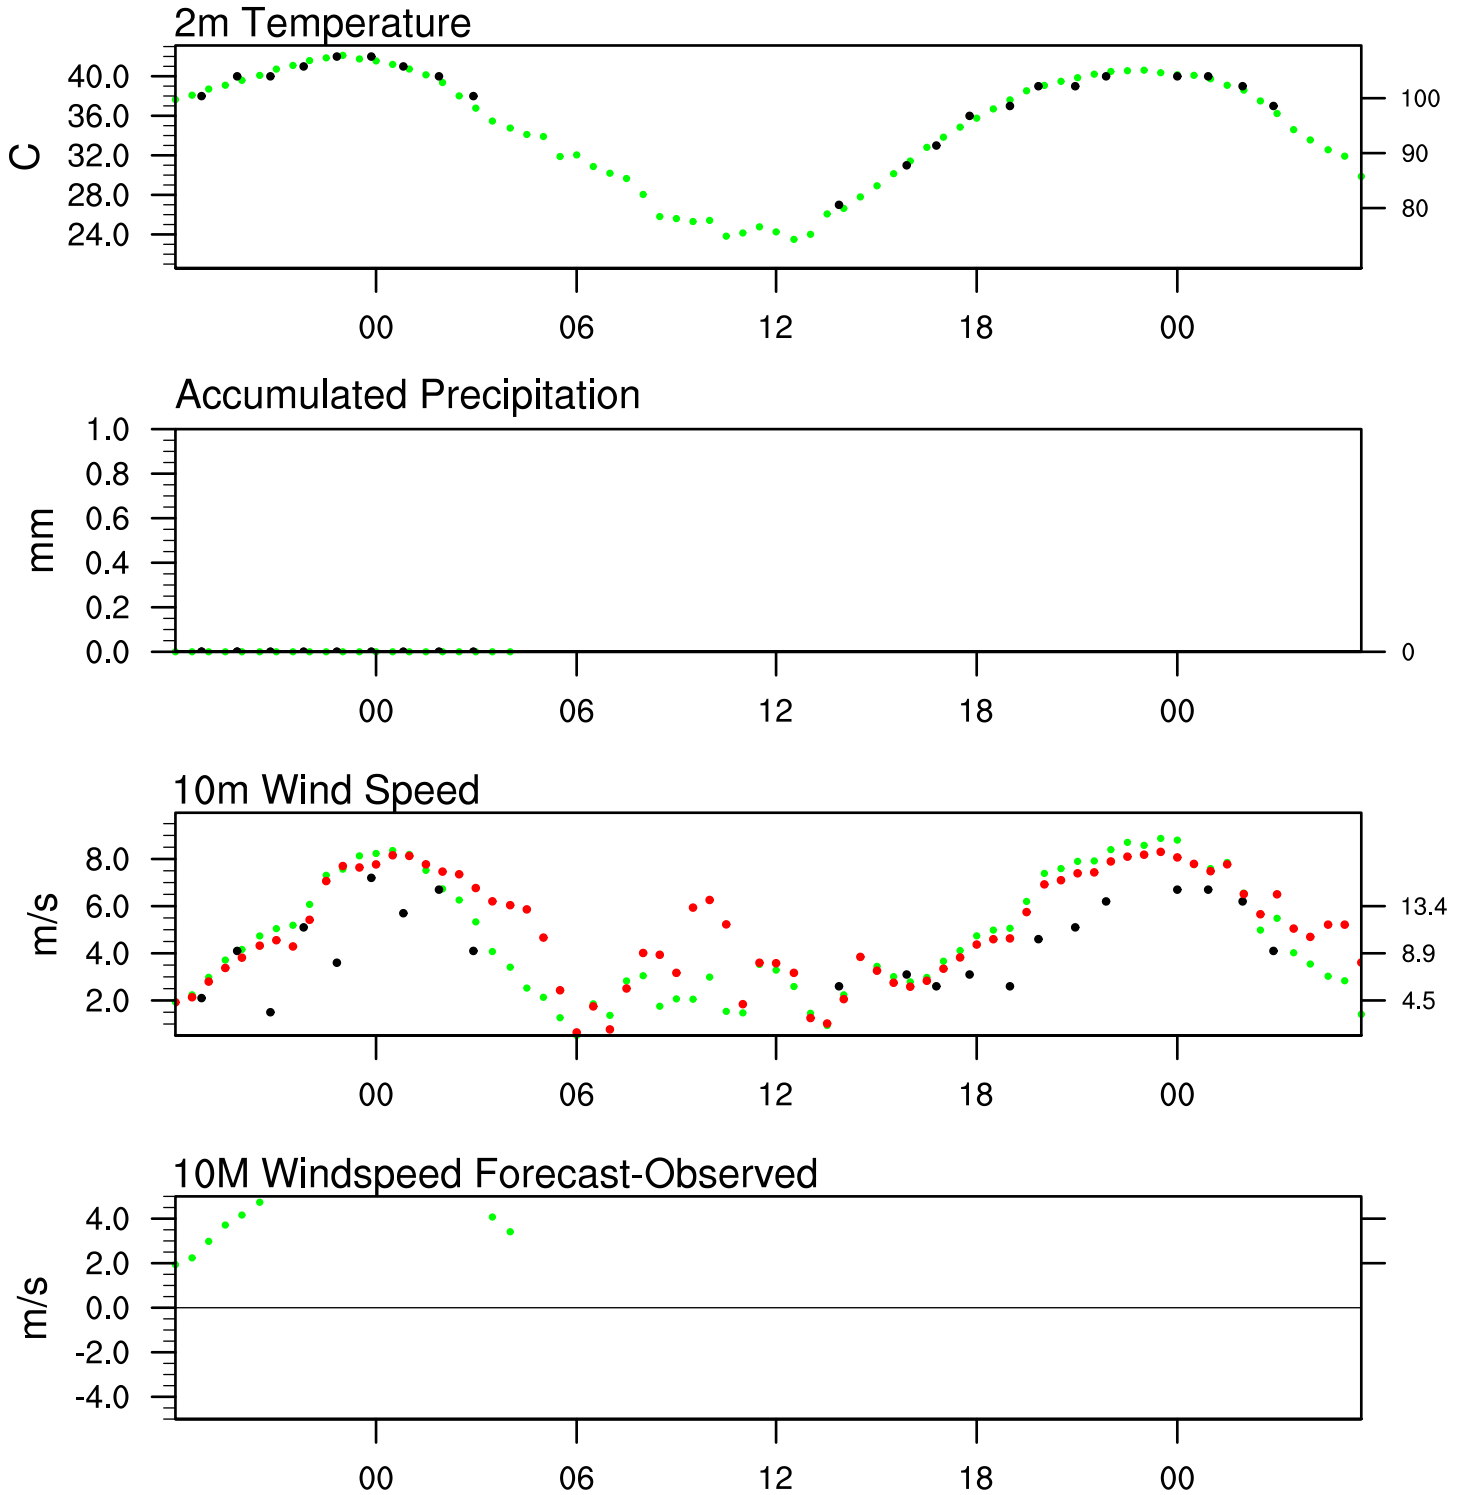 2m Temperature
40.0
36.0
32.0
28.0
24.0
C
100
90
80
00 06 12 18 00
Accumulated Precipitation
1.0
0.8
0.6
0.4
0.2
0.0
mm
0
00 06 12 18 00
10m Wind Speed
8.0
6.0
4.0
2.0
m/s
13.4
8.9
4.5
00 06 12 18 00
10M Windspeed Forecast-Observed
4.0
2.0
0.0
-2.0
-4.0
m/s
00 06 12 18 00